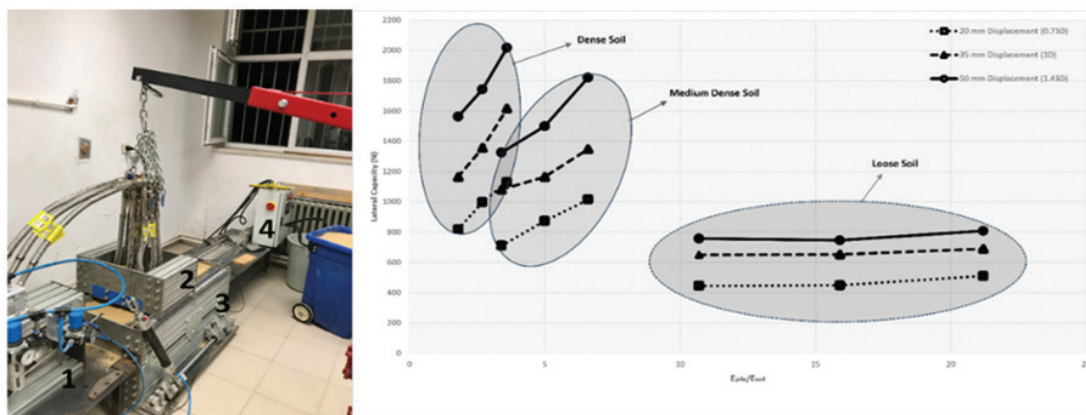 1
2
3
4
2200
2000
1800
1600
1400
1200
1000
800
600
400
200
0
Lateral Capacity [N]
Dense Soil
Medium Dense Soil
Loose Soil
20 mm Displacement (0.73D)
35 mm Displacement (1D)
50 mm Displacement (1.43D)
0 5 10 15 20